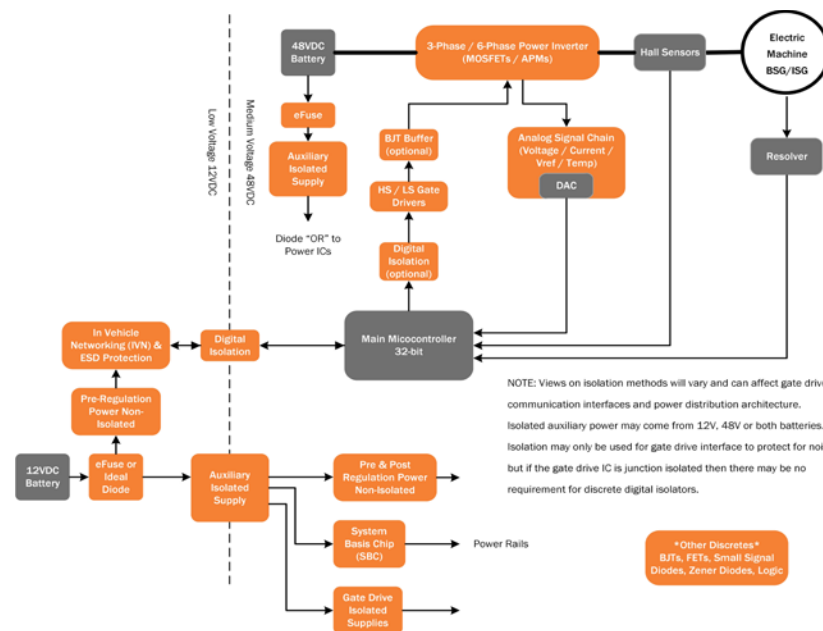 48VDC
Battery
3-Phase / 6-Phase Power Inverter
(MOSFETs / APMs)
Hall Sensors
Electric
Machine
BSG/ISG
Low Voltage 12VDC
Medium Voltage 48VDC
eFuse
Auxiliary
Isolated
Supply
Diode "OR" to
Power ICs
BJT Buffer
(optional)
HS / LS Gate
Drivers
Digital
Isolation
(optional)
Analog Signal Chain
(Voltage / Current /
Vref / Temp)
DAC
Resolver
In Vehicle
Networking (IVN) &
ESD Protection
Digital
Isolation
Main Micocontroller
32-bit
Pre-Regulation
Power Non-
Isolated
12VDC
Battery
eFuse or
Ideal
Diode
Auxiliary
Isolated
Supply
Pre & Post
Regulation Power
Non-Isolated
System
Basis Chip
(SBC)
Power Rails
Gate Drive
Isolated
Supplies
NOTE: Views on isolation methods will vary and can affect gate driv
communication interfaces and power distribution architecture.
Isolated auxiliary power may come from 12V, 48V or both batteries.
Isolation may only be used for gate drive interface to protect for noi
but if the gate drive IC is junction isolated then there may be no
requirement for discrete digital isolators.
*Other Discretes*
BJTs, FETs, Small Signal
Diodes, Zener Diodes, Logic